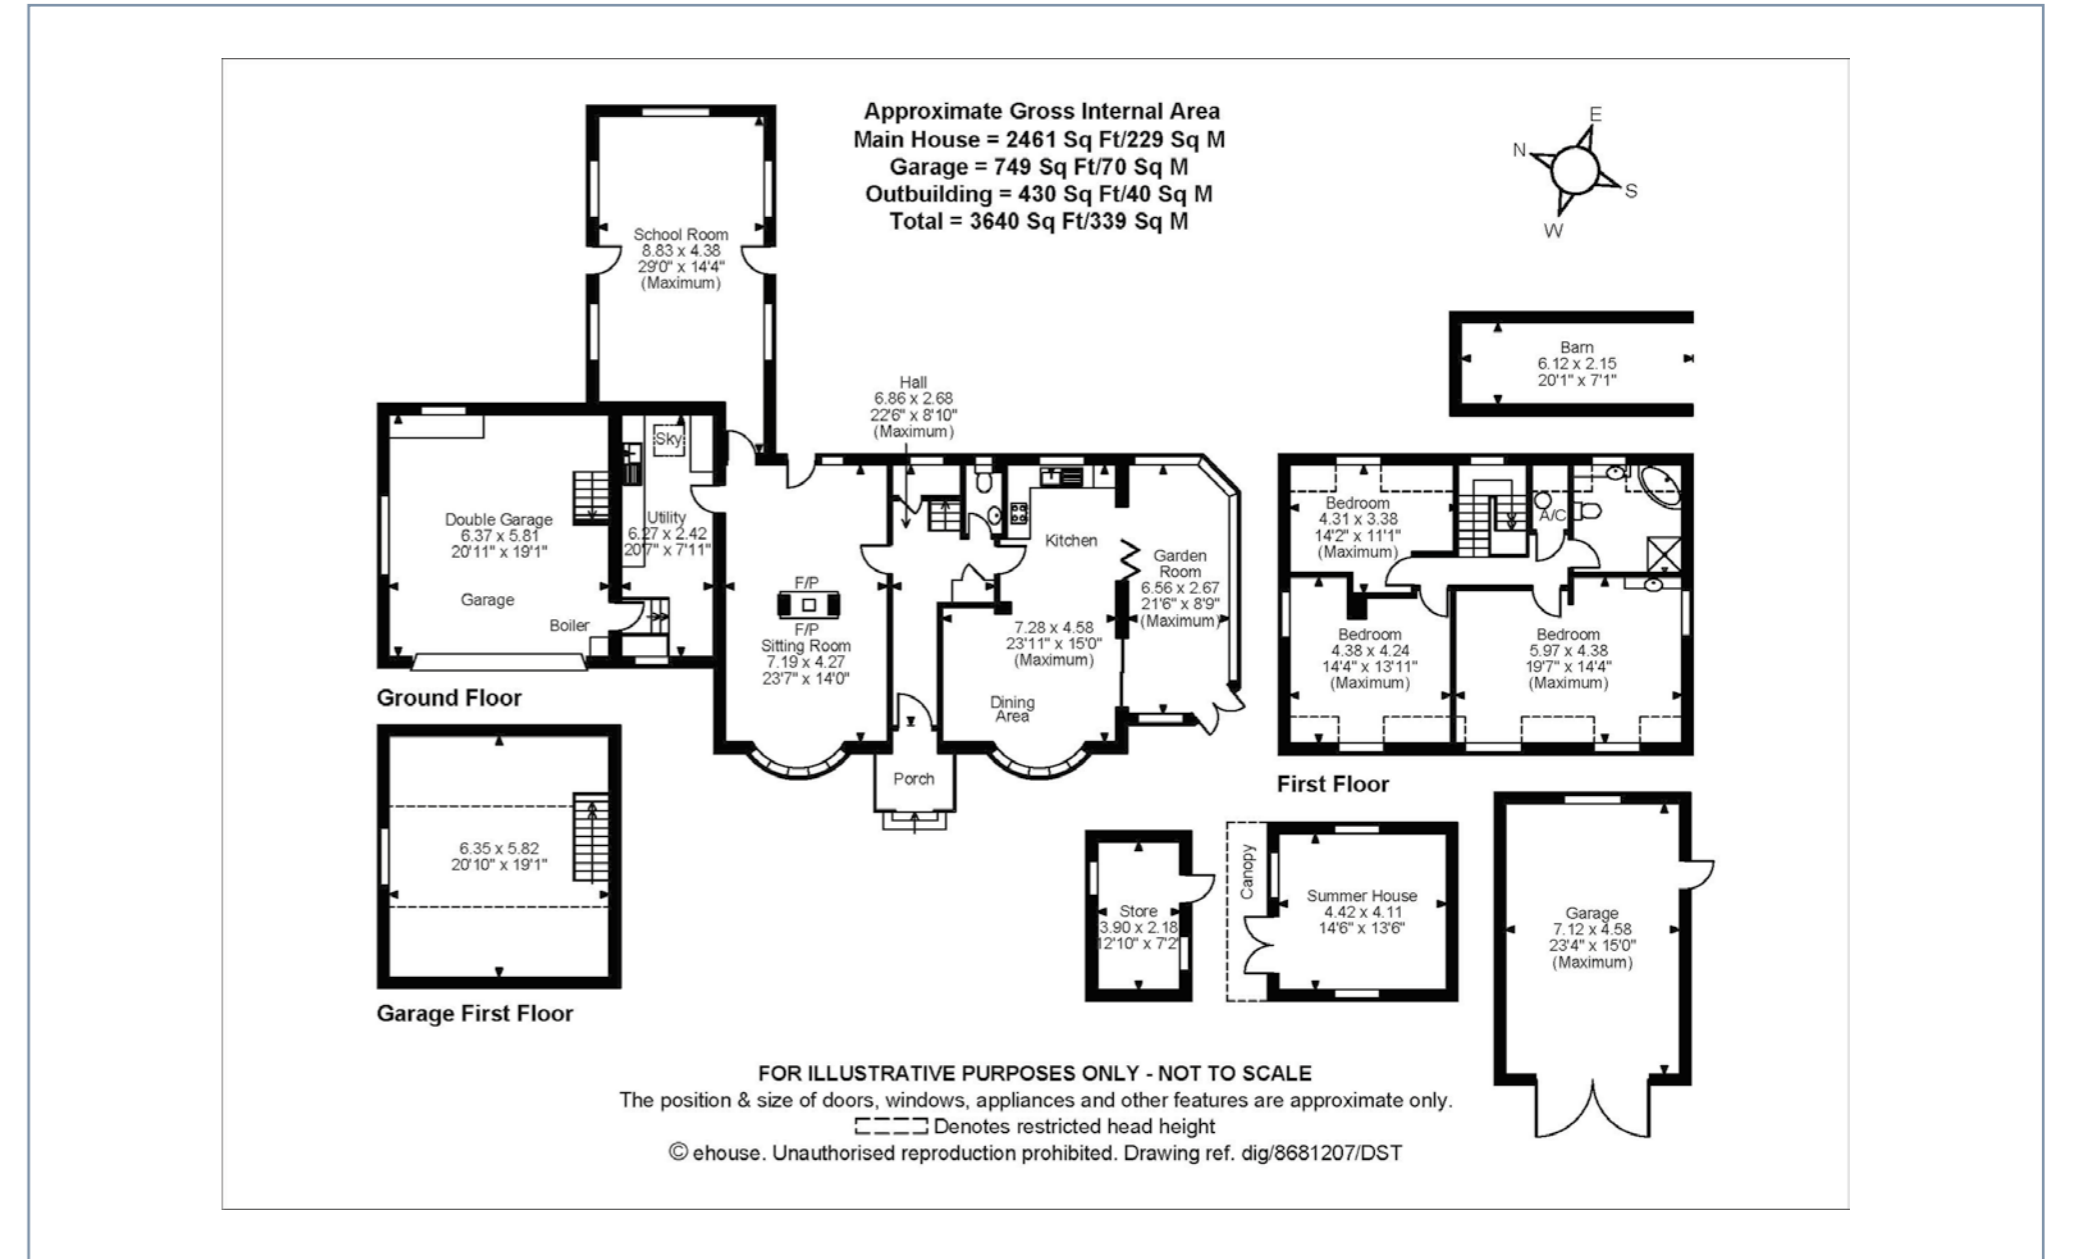 Approximate Gross Internal Area
Main House = 2461 Sq Ft/229 Sq M
Garage = 749 Sq Ft/70 Sq M
Outbuilding = 430 Sq Ft/40 Sq M
Total = 3640 Sq Ft/339 Sq M
E
N
S
W
School Room
8.83 x 4.38
29'0" x 14'4"
(Maximum)
Barn
6.12 x 2.15
20'1" x 7'1"
Hall
6.86 x 2.68
22'6" x 8'10"
(Maximum)
Sky
Double Garage
6.37 x 5.81
20'11" x 19'1"
Garage
Boiler
Utility
6.27 x 2.42
20'7" x 7'11"
F/P
F/P
Sitting Room
7.19 x 4.27
23'7" x 14'0"
Kitchen
7.28 x 4.58
23'11" x 15'0"
(Maximum)
Dining
Area
Garden
Room
6.56 x 2.67
21'6" x 8'9"
(Maximum)
Porch
Ground Floor
Bedroom
4.31 x 3.38
14'2" x 11'1"
(Maximum)
A/C
Bedroom
4.38 x 4.24
14'4" x 13'11"
(Maximum)
Bedroom
5.97 x 4.38
19'7" x 14'4"
(Maximum)
First Floor
6.35 x 5.82
20'10" x 19'1"
Garage First Floor
Store
3.90 x 2.18
12'10" x 7'2"
Canopy
Summer House
4.42 x 4.11
14'6" x 13'6"
Garage
7.12 x 4.58
23'4" x 15'0"
(Maximum)
FOR ILLUSTRATIVE PURPOSES ONLY - NOT TO SCALE
The position & size of doors, windows, appliances and other features are approximate only.
Denotes restricted head height
© ehouse. Unauthorised reproduction prohibited. Drawing ref. dig/8681207/DST